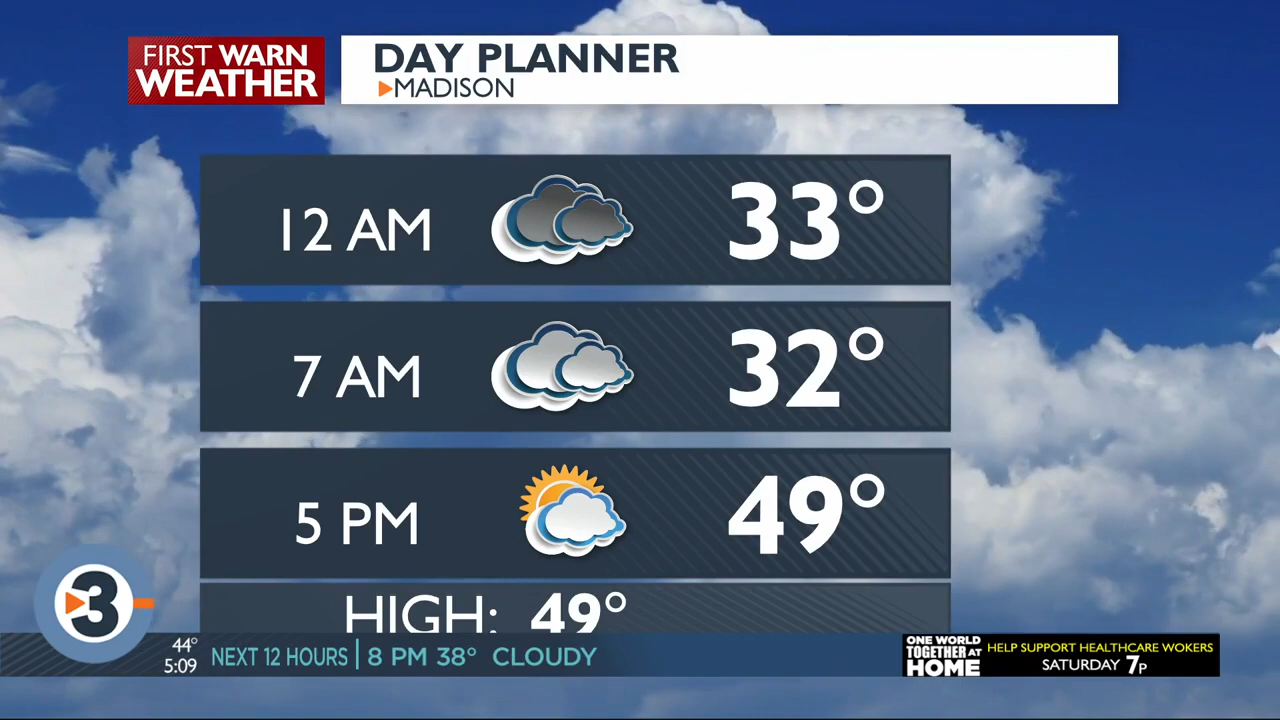 FIRST WARN
WEATHER
DAY PLANNER
MADISON
12 AM 33°
7 AM 32°
5 PM 49°
HIGH: 49°
3
44°
5:09
NEXT 12 HOURS | 8 PM 38° CLOUDY
ONE WORLD
TOGETHER AT
HOME
HELP SUPPORT HEALTHCARE WOKERS
SATURDAY 7P